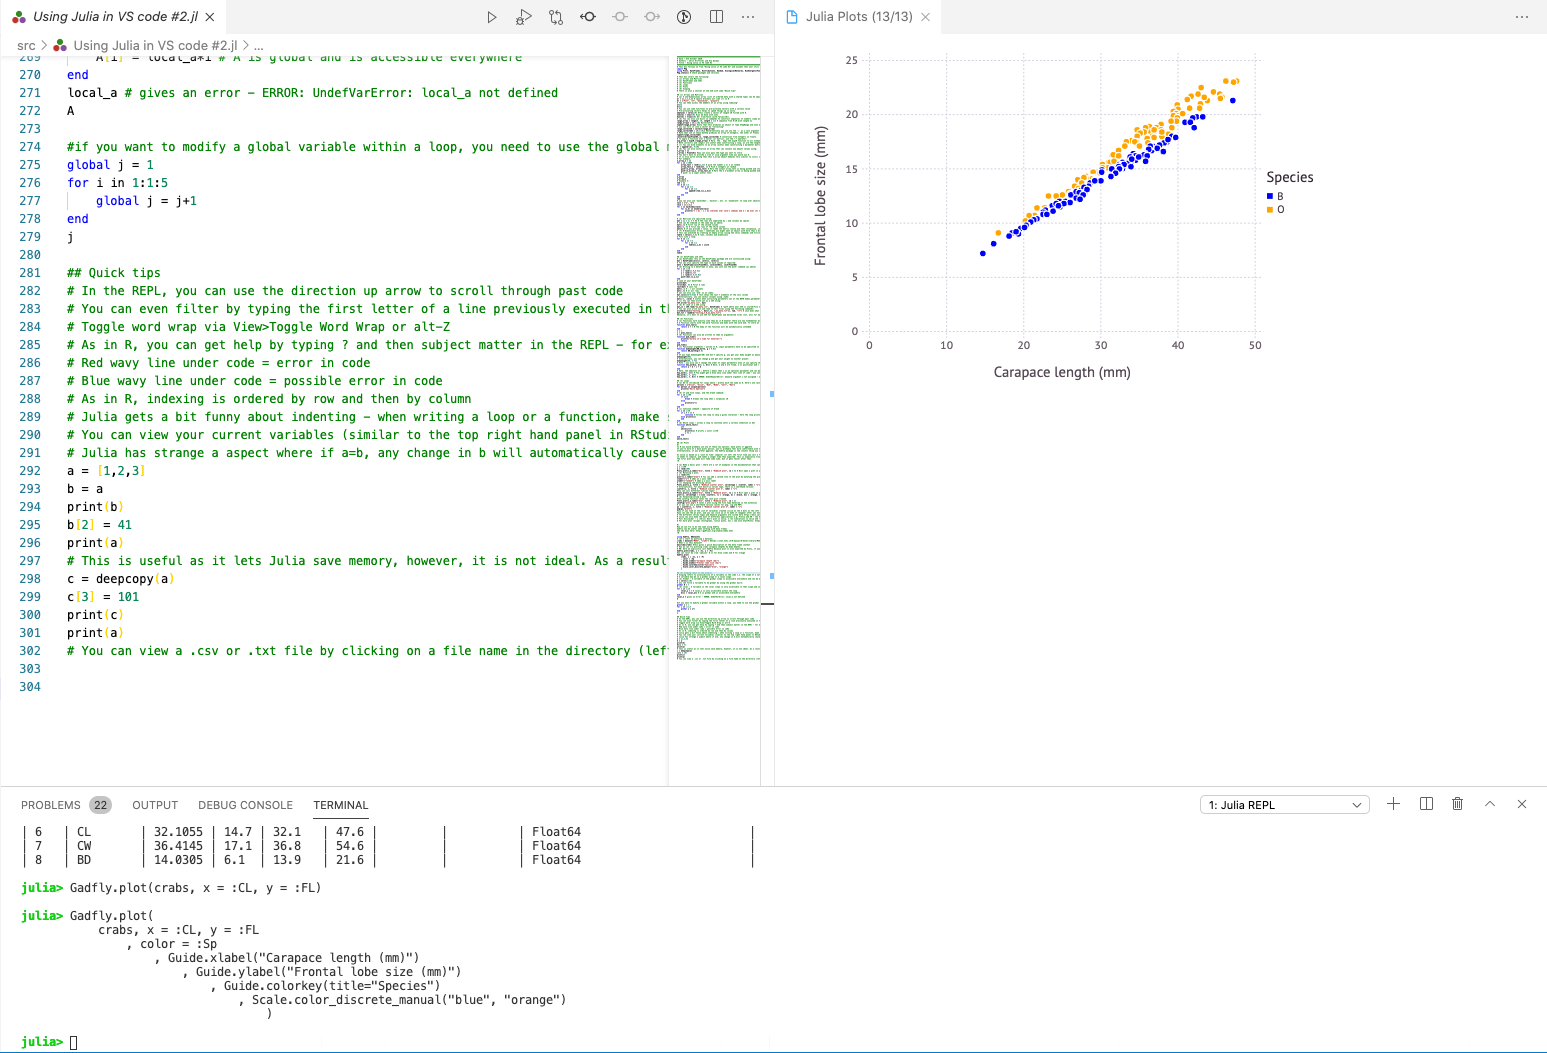 Using Julia in VS code #2.jl
src > Using Julia in VS code #2.jl > ...
269 A[i] = local_a*i # A is global and is accessible everywhere
270 end
271 local_a # gives an error - ERROR: UndefVarError: local_a not defined
272 A
273
274 #if you want to modify a global variable within a loop, you need to use the global
275 global j = 1
276 for i in 1:1:5
277 global j = j+1
278 end
279 j
280
281 ## Quick tips
282 # In the REPL, you can use the direction up arrow to scroll through past code
283 # You can even filter by typing the first letter of a line previously executed in th
284 # Toggle word wrap via View>Toggle Word Wrap or alt-Z
285 # As in R, you can get help by typing ? and then subject matter in the REPL - for ex
286 # Red wavy line under code = error in code
287 # Blue wavy line under code = possible error in code
288 # As in R, indexing is ordered by row and then by column
289 # Julia gets a bit funny about indenting - when writing a loop or a function, make
290 # You can view your current variables (similar to the top right hand panel in RStudi
291 # Julia has strange a aspect where if a=b, any change in b will automatically cause
292 a = [1,2,3]
293 b = a
294 print(b)
295 b[2] = 41
296 print(a)
297 # This is useful as it lets Julia save memory, however, it is not ideal. As a resul
298 c = deepcopy(a)
299 c[3] = 101
300 print(c)
301 print(a)
302 # You can view a .csv or .txt file by clicking on a file name in the directory (lef
303
304
Julia Plots (13/13)
25
20
15
10
5
0
0 10 20 30 40 50
Frontal lobe size (mm)
Carapace length (mm)
Species
B
O
PROBLEMS 22 OUTPUT DEBUG CONSOLE TERMINAL
1: Julia REPL
| 6 | CL | 32.1055 | 14.7 | 32.1 | 47.6 | | | Float64 |
| 7 | CW | 36.4145 | 17.1 | 36.8 | 54.6 | | | Float64 |
| 8 | BD | 14.0305 | 6.1 | 13.9 | 21.6 | | | Float64 |
julia> Gadfly.plot(crabs, x = :CL, y = :FL)
julia> Gadfly.plot(
crabs, x = :CL, y = :FL
, color = :Sp
, Guide.xlabel("Carapace length (mm)")
, Guide.ylabel("Frontal lobe size (mm)")
, Guide.colorkey(title="Species")
, Scale.color_discrete_manual("blue", "orange")
)
julia>